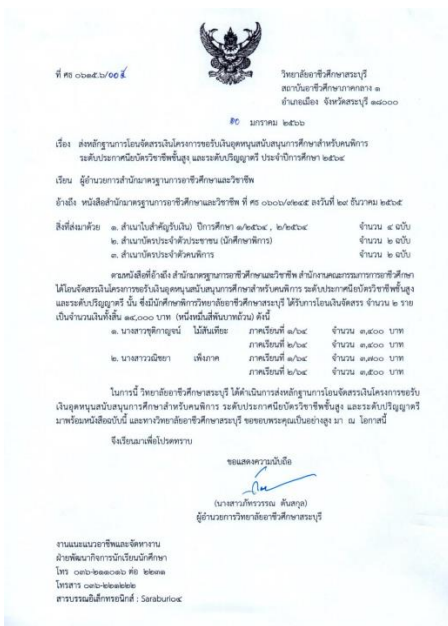 ที่ ศธ ๐๖๑๕.๖/
วิทยาลัยอาชีวศึกษาสระบุรี
สถาบันอาชีวศึกษาภาคกลาง ๑
อำเภอเมือง จังหวัดสระบุรี ๑๘๐๐๐
๑๐ มกราคม ๒๕๖๖
เรื่อง ส่งหลักฐานการโอนจัดสรรเงินโครงการขอรับเงินอุดหนุนสนับสนุนการศึกษาสำหรับคนพิการ
ระดับประกาศนียบัตรวิชาชีพชั้นสูง และระดับปริญญาตรี ประจำปีการศึกษา ๒๕๖๔
เรียน ผู้อำนวยการสำนักมาตรฐานการอาชีวศึกษาและวิชาชีพ
อ้างถึง หนังสือสำนักมาตรฐานการอาชีวศึกษาและวิชาชีพ ที่ ศธ ๐๖๐๖/๙๒๔๕ ลงวันที่ ๒๙ ธันวาคม ๒๕๖๕
สิ่งที่ส่งมาด้วย ๑. สำเนาใบสำคัญรับเงิน) ปีการศึกษา ๑/๒๕๖๔ , ๒/๒๕๖๔ จำนวน ๔ ฉบับ
๒. สำเนาบัตรประจำตัวประชาชน (นักศึกษาพิการ) จำนวน ๒ ฉบับ
๓. สำเนาบัตรประจำตัวคนพิการ จำนวน ๒ ฉบับ
ตามหนังสือที่อ้างถึง สำนักมาตรฐานการอาชีวศึกษาและวิชาชีพ สำนักงานคณะกรรมการการอาชีวศึกษา
ได้โอนจัดสรรเงินโครงการขอรับเงินอุดหนุนสนับสนุนการศึกษาสำหรับคนพิการ ระดับประกาศนียบัตรวิชาชีพชั้นสูง
และระดับปริญญาตรี นั้น ซึ่งมีนักศึกษาพิการวิทยาลัยอาชีวศึกษาสระบุรี ได้รับการโอนเงินจัดสรร จำนวน ๒ ราย
เป็นจำนวนเงินทั้งสิ้น ๑๔,๐๐๐ บาท (หนึ่งหมื่นสี่พันบาทถ้วน) ดังนี้
๑. นางสาวชุติกาญจน์ ไม้สันเทียะ ภาคเรียนที่ ๑/๖๔ จำนวน ๓,๔๐๐ บาท
ภาคเรียนที่ ๒/๖๔ จำนวน ๓,๔๐๐ บาท
๒. นางสาววณิชยา เพ็งภาค ภาคเรียนที่ ๑/๖๔ จำนวน ๓,๗๐๐ บาท
ภาคเรียนที่ ๒/๖๔ จำนวน ๓,๕๐๐ บาท
ในการนี้ วิทยาลัยอาชีวศึกษาสระบุรี ได้ดำเนินการส่งหลักฐานการโอนจัดสรรเงินโครงการขอรับ
เงินอุดหนุนสนับสนุนการศึกษาสำหรับคนพิการ ระดับประกาศนียบัตรวิชาชีพชั้นสูง และระดับปริญญาตรี
มาพร้อมหนังสือฉบับนี้ และทางวิทยาลัยอาชีวศึกษาสระบุรี ขอขอบพระคุณเป็นอย่างสูง มา ณ โอกาสนี้
จึงเรียนมาเพื่อโปรดทราบ
ขอแสดงความนับถือ
(นางสาวภัทรวรรณ ตันสกุล)
ผู้อำนวยการวิทยาลัยอาชีวศึกษาสระบุรี
งานแนะแนวอาชีพและจัดหางาน
ฝ่ายพัฒนากิจการนักเรียนนักศึกษา
โทร ๐๓๖-๒๑๑๐๑๖ ต่อ ๒๒๓๑
โทรสาร ๐๓๖-๒๒๑๒๒๒
สารบรรณอิเล็กทรอนิกส์ : Saraburi๐๔